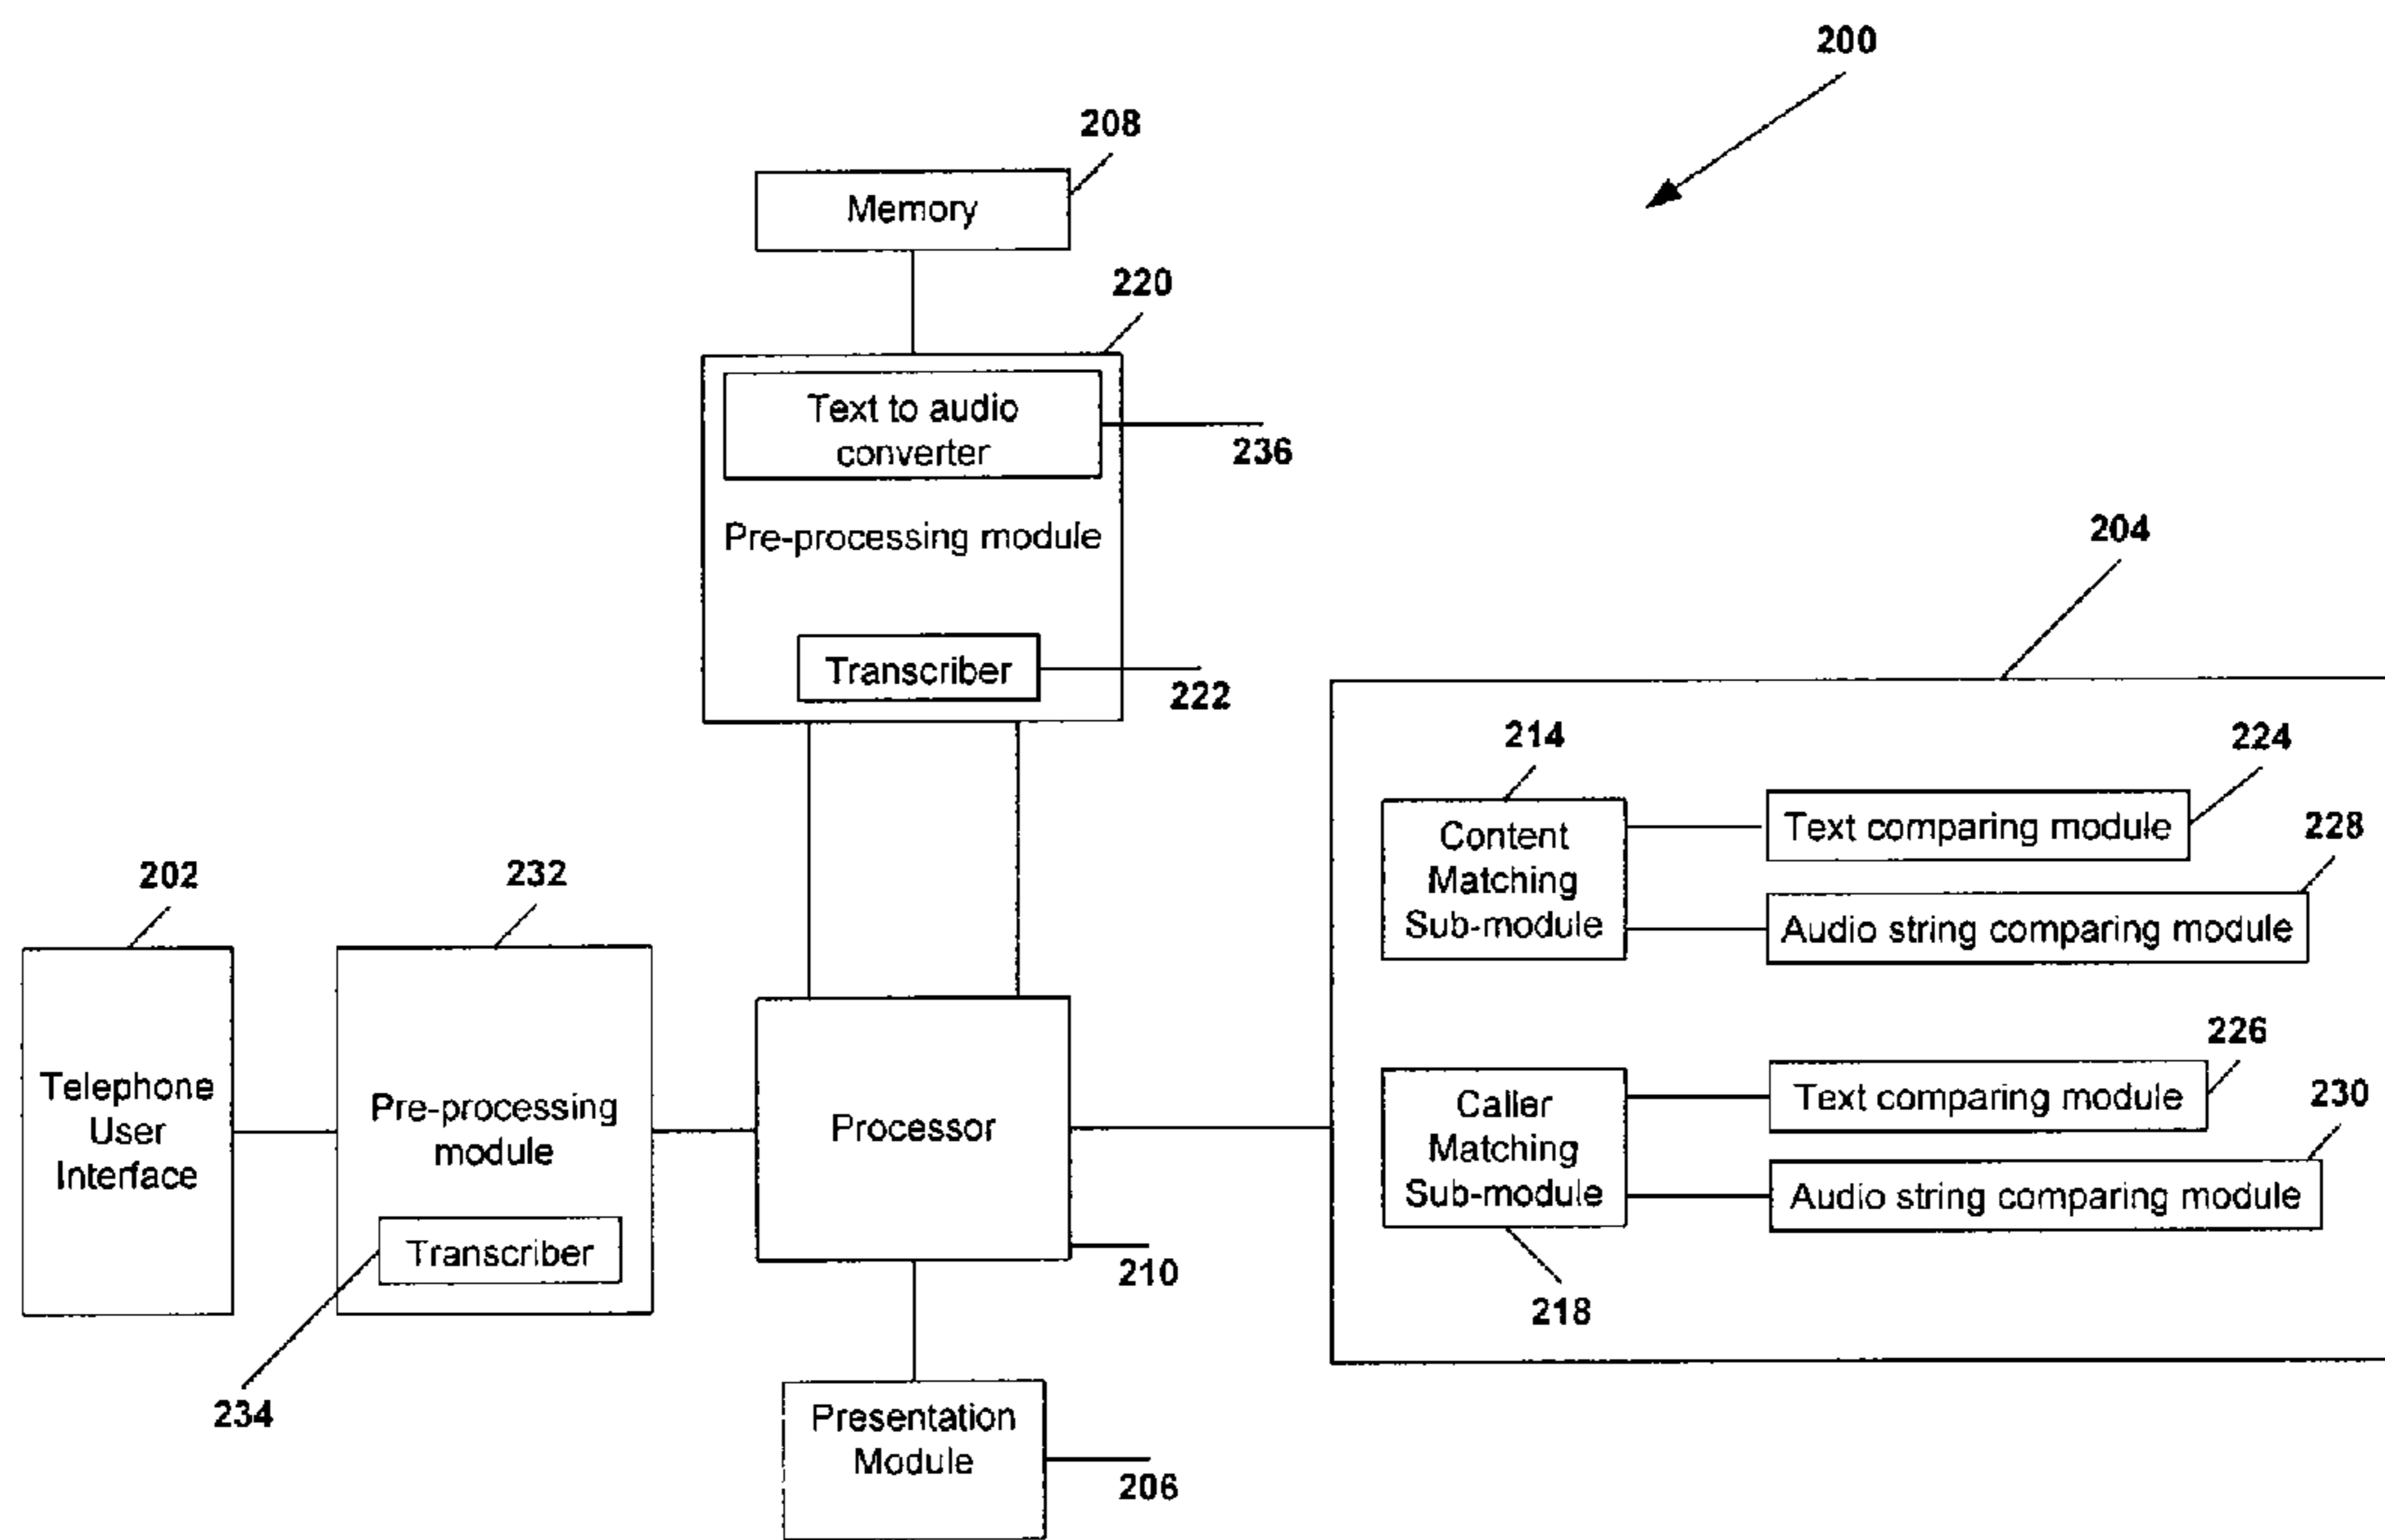 200
208
Memory
220
Text to audio
converter
236
Pre-processing module
Transcriber
222
204
214
224
Content
Matching
Sub-module
Text comparing module
228
Audio string comparing module
202
232
226
Telephone
User
Interface
Pre-processing
module
Processor
Caller
Matching
Sub-module
Text comparing module
230
Audio string comparing module
Transcriber
210
218
234
Presentation
Module
206